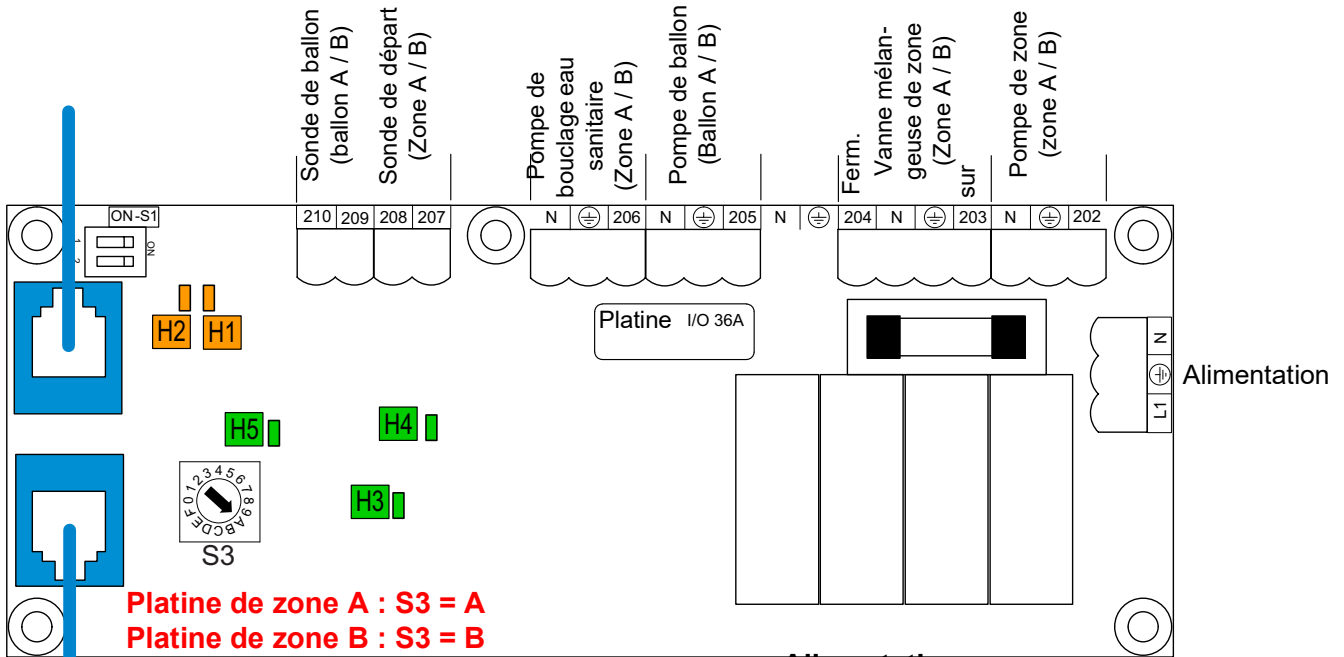 Sonde de ballon
(ballon A / B)
Sonde de départ
(Zone A / B)
Pompe de
bouclage eau
sanitaire
(Zone A / B)
Pompe de ballon
(Ballon A / B)
Ferm.
Vanne mélan-
geuse de zone
(Zone A / B)
sur
Pompe de zone
(zone A / B)
ON-S1
1
2
ON
210 209 208 207
N 206 N 205 N 204 N 203 N 202
H2 H1
Platine I/O 36A
N
L1
Alimentation
H5 H4
H3
0 1 2 3 4 5 6 7 8 9 A B C D E F
S3
Platine de zone A : S3 = A
Platine de zone B : S3 = B
Alimentation